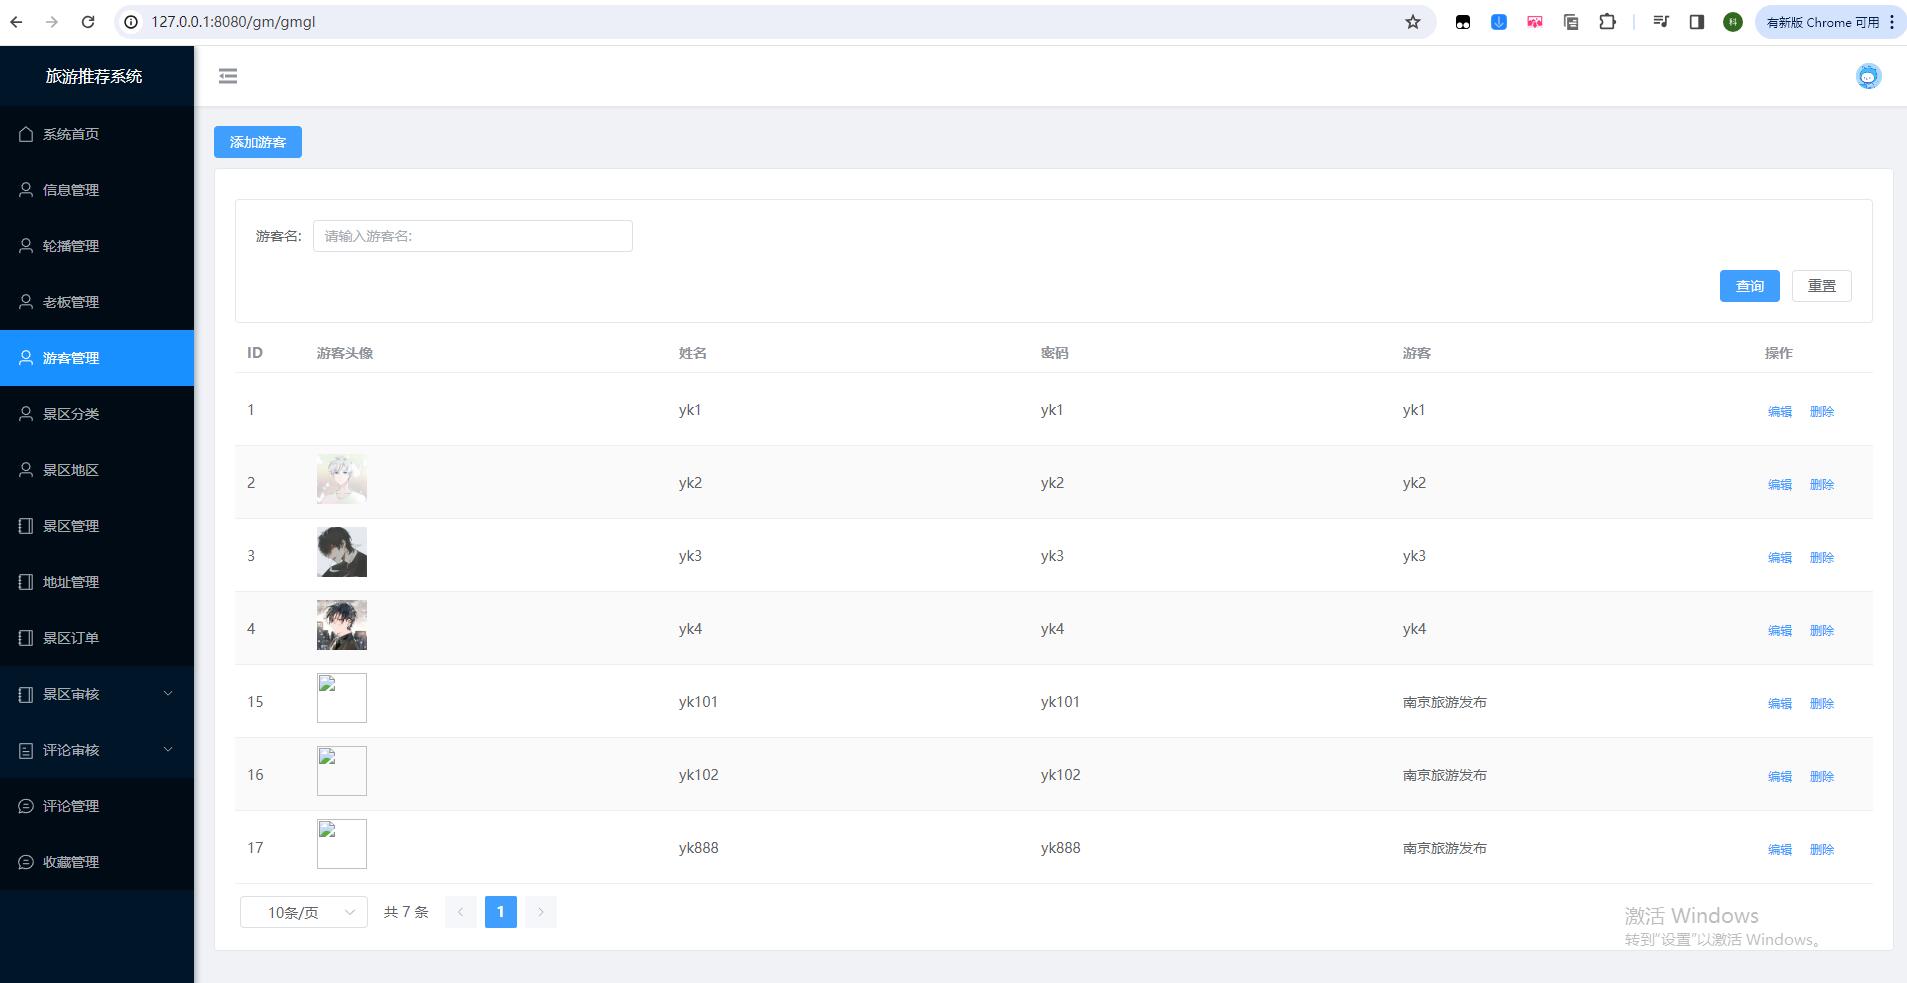 127.0.0.1:8080/gm/gmgl
科
有新版 Chrome 可用
旅游推荐系统
系统首页
信息管理
轮播管理
老板管理
游客管理
景区分类
景区地区
景区管理
地址管理
景区订单
景区审核
评论审核
评论管理
收藏管理
添加游客
游客名: 请输入游客名:
查询 重置
ID 游客头像 姓名 密码 游客 操作
1 yk1 yk1 yk1 编辑 删除
2 yk2 yk2 yk2 编辑 删除
3 yk3 yk3 yk3 编辑 删除
4 yk4 yk4 yk4 编辑 删除
15 yk101 yk101 南京旅游发布 编辑 删除
16 yk102 yk102 南京旅游发布 编辑 删除
17 yk888 yk888 南京旅游发布 编辑 删除
10条/页 共 7 条 1
激活 Windows
转到"设置"以激活 Windows。